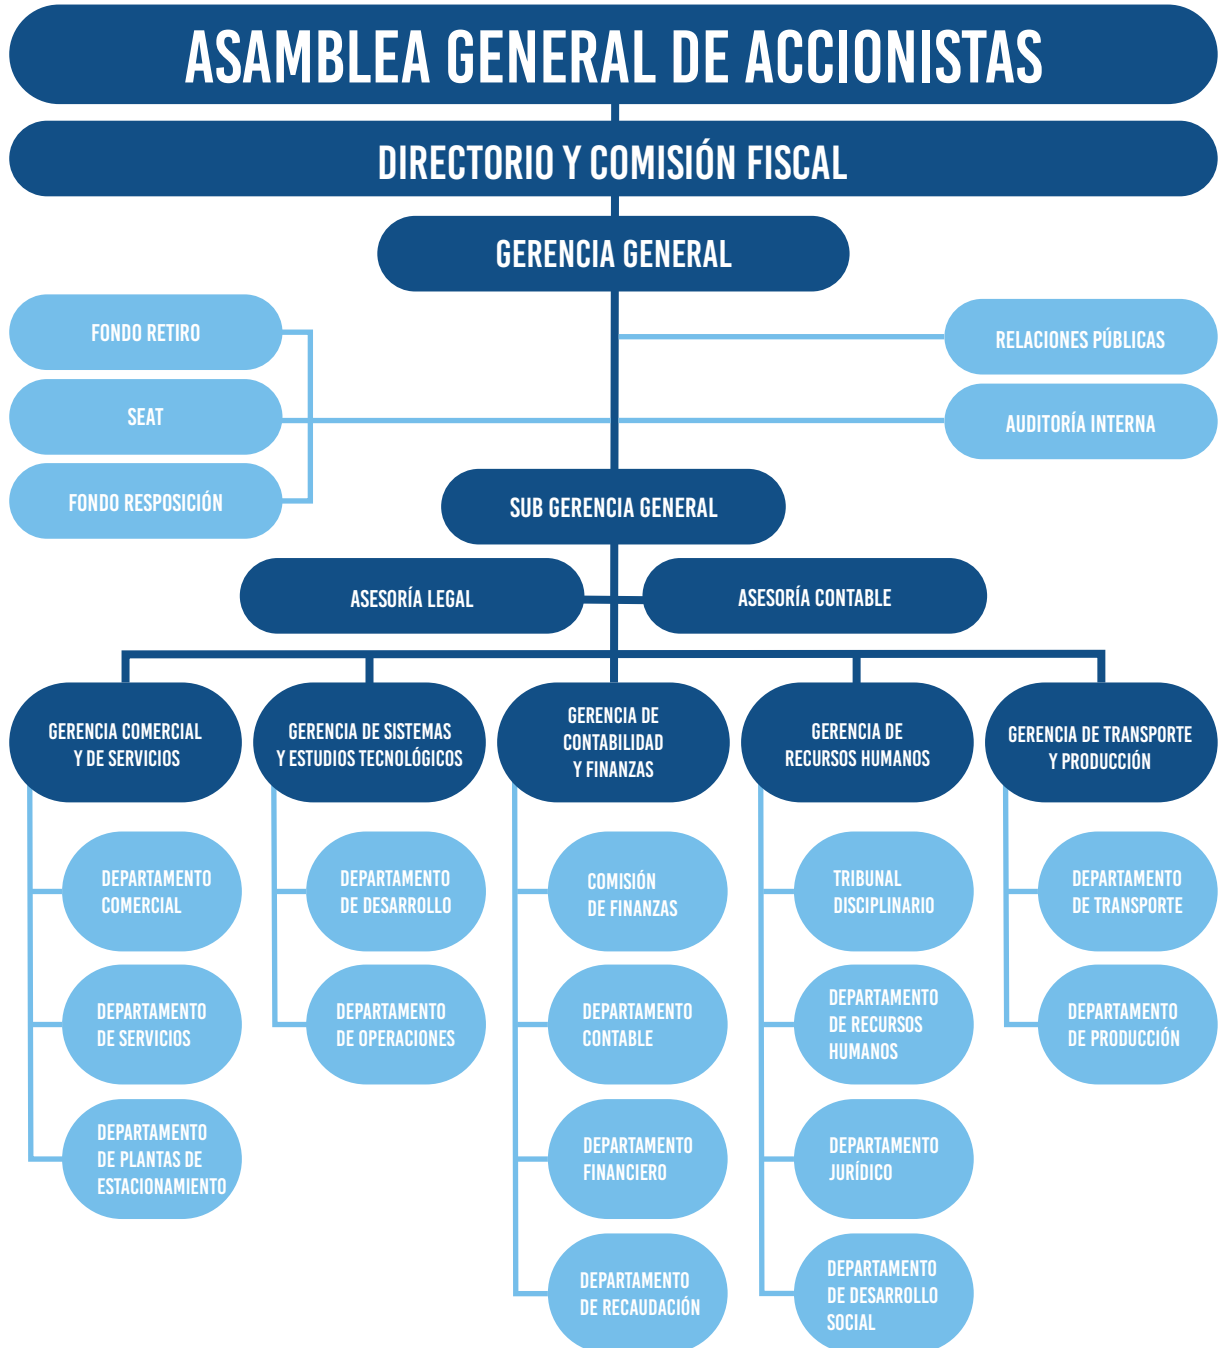 ASAMBLEA GENERAL DE ACCIONISTAS
DIRECTORIO Y COMISIÓN FISCAL
GERENCIA GENERAL
FONDO RETIRO
SEAT
FONDO RESPOSICIÓN
RELACIONES PÚBLICAS
AUDITORÍA INTERNA
SUB GERENCIA GENERAL
ASESORÍA LEGAL
ASESORÍA CONTABLE
GERENCIA COMERCIAL
Y DE SERVICIOS
DEPARTAMENTO
COMERCIAL
DEPARTAMENTO
DE SERVICIOS
DEPARTAMENTO
DE PLANTAS DE
ESTACIONAMIENTO
GERENCIA DE SISTEMAS
Y ESTUDIOS TECNOLÓGICOS
DEPARTAMENTO
DE DESARROLLO
DEPARTAMENTO
DE OPERACIONES
GERENCIA DE
CONTABILIDAD
Y FINANZAS
COMISIÓN
DE FINANZAS
DEPARTAMENTO
CONTABLE
DEPARTAMENTO
FINANCIERO
DEPARTAMENTO
DE RECAUDACIÓN
GERENCIA DE
RECURSOS HUMANOS
TRIBUNAL
DISCIPLINARIO
DEPARTAMENTO
DE RECURSOS
HUMANOS
DEPARTAMENTO
JURÍDICO
DEPARTAMENTO
DE DESARROLLO
SOCIAL
GERENCIA DE TRANSPORTE
Y PRODUCCIÓN
DEPARTAMENTO
DE TRANSPORTE
DEPARTAMENTO
DE PRODUCCIÓN